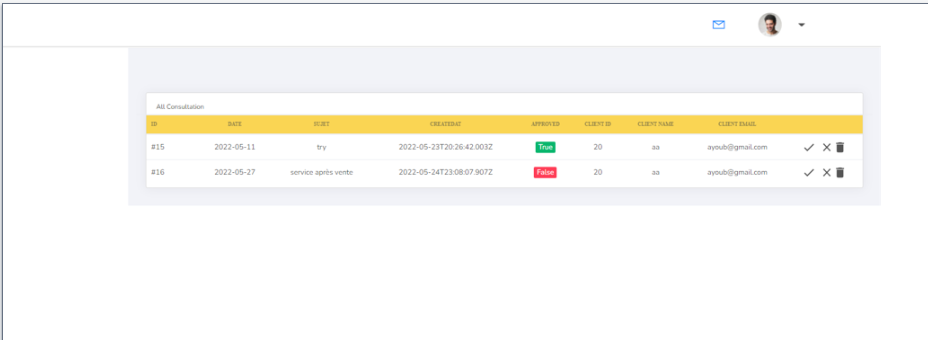 All Consultation
ID DATE SUJET CREATEDAT APPROVED CLIENT ID CLIENT NAME CLIENT EMAIL
#15 2022-05-11 try 2022-05-23T20:26:42.003Z True 20 aa ayoub@gmail.com
#16 2022-05-27 service après vente 2022-05-24T23:08:07.907Z False 20 aa ayoub@gmail.com